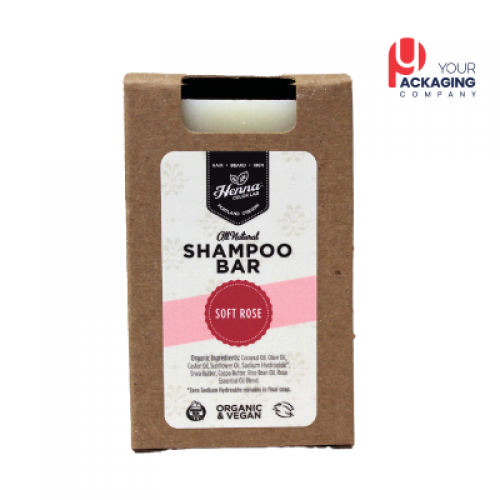 YOUR
PACKAGING
COMPANY
HAIR • BEARD • SKIN
Henna
COLOR LAB
PORTLAND OREGON
All Natural
SHAMPOO
BAR
SOFT ROSE
Organic Ingredients: Coconut Oil, Olive Oil,
Castor Oil, Sunflower Oil, Sodium Hydroxide*,
Shea Butter, Cocoa Butter, Rice Bran Oil, Rose
Essential Oil Blend.
*Zero Sodium Hydroxide remains in final soap.
ORGANIC
& VEGAN